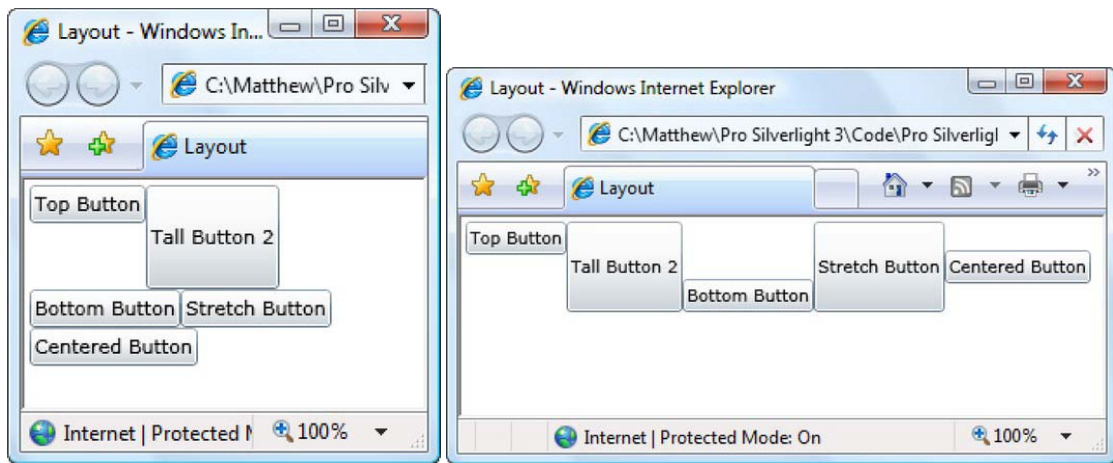 Layout - Windows In...
C:\Matthew\Pro Silv
Layout
Top Button
Tall Button 2
Bottom Button
Stretch Button
Centered Button
Internet | Protected M
100%
Layout - Windows Internet Explorer
C:\Matthew\Pro Silverlight 3\Code\Pro Silverligl
Layout
Top Button
Tall Button 2
Bottom Button
Stretch Button
Centered Button
Internet | Protected Mode: On
100%